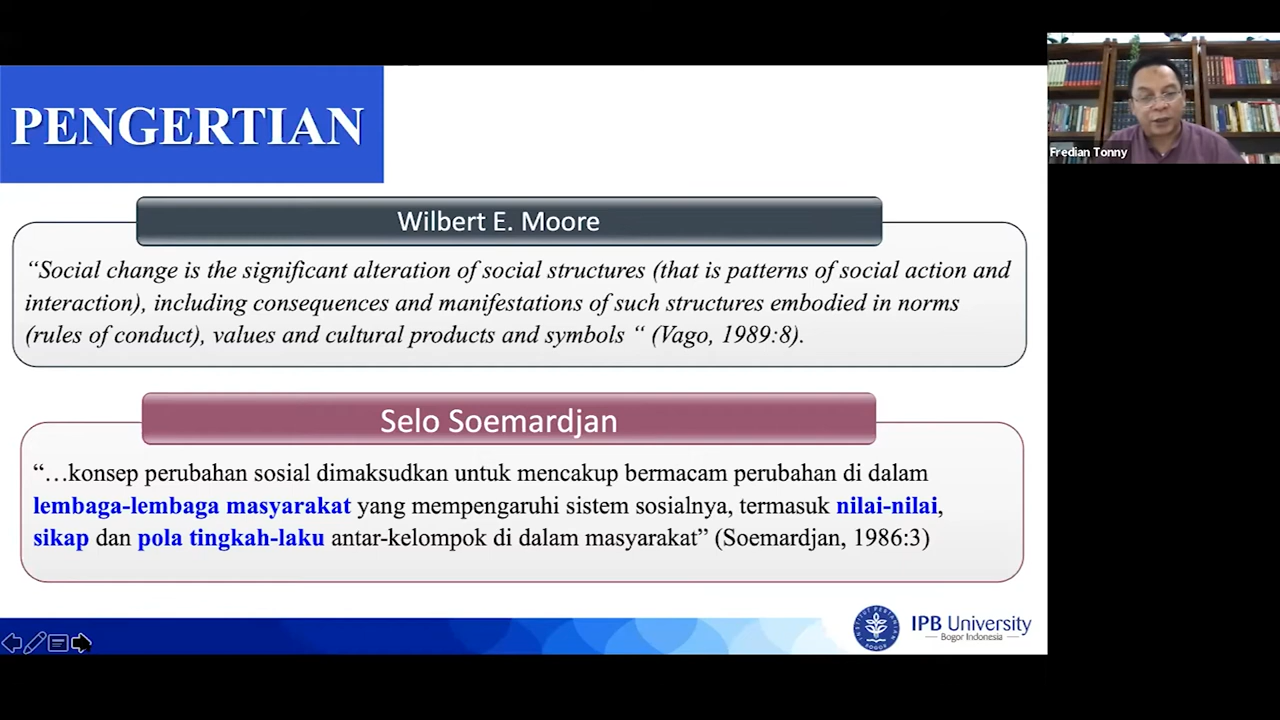 PENGERTIAN
Fredian Tonny
Wilbert E. Moore
“Social change is the significant alteration of social structures (that is patterns of social action and
interaction), including consequences and manifestations of such structures embodied in norms
(rules of conduct), values and cultural products and symbols “ (Vago, 1989:8).
Selo Soemardjan
“…konsep perubahan sosial dimaksudkan untuk mencakup bermacam perubahan di dalam
lembaga-lembaga masyarakat yang mempengaruhi sistem sosialnya, termasuk nilai-nilai,
sikap dan pola tingkah-laku antar-kelompok di dalam masyarakat” (Soemardjan, 1986:3)
IPB University
Bogor Indonesia